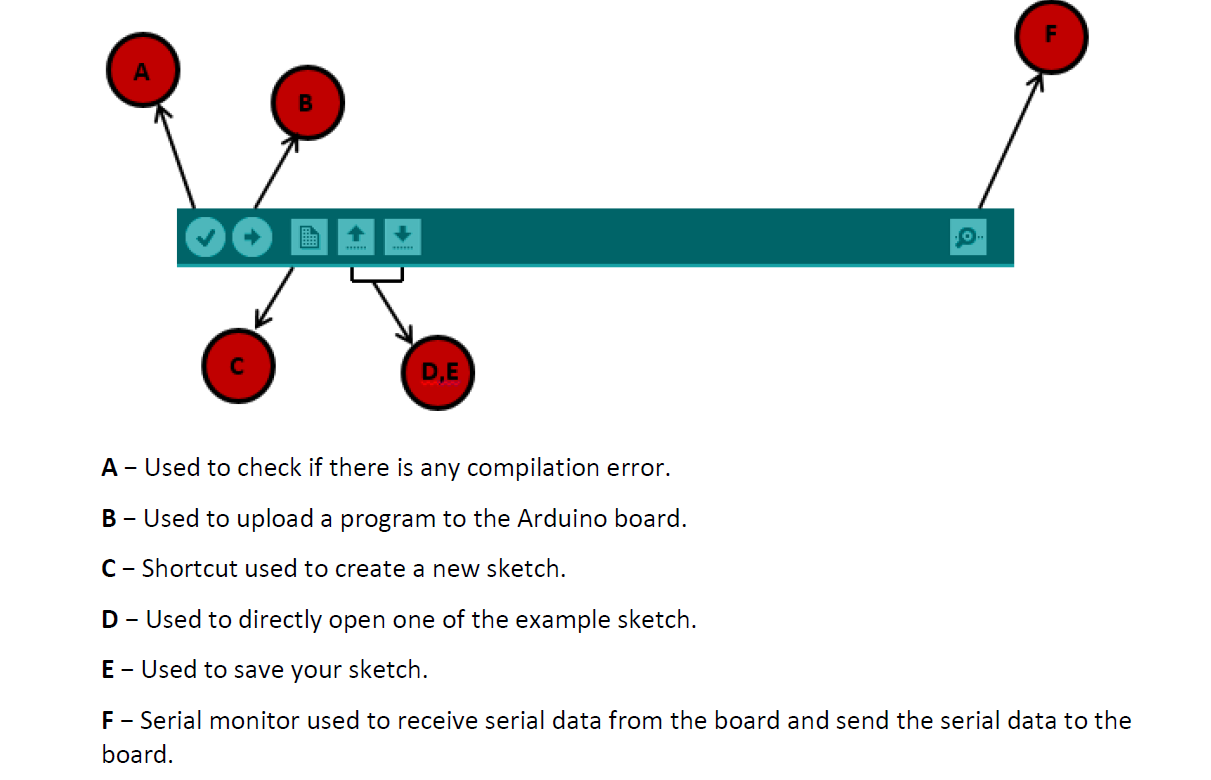 A
B
F
C
D,E
A – Used to check if there is any compilation error.
B – Used to upload a program to the Arduino board.
C – Shortcut used to create a new sketch.
D – Used to directly open one of the example sketch.
E – Used to save your sketch.
F – Serial monitor used to receive serial data from the board and send the serial data to the
board.